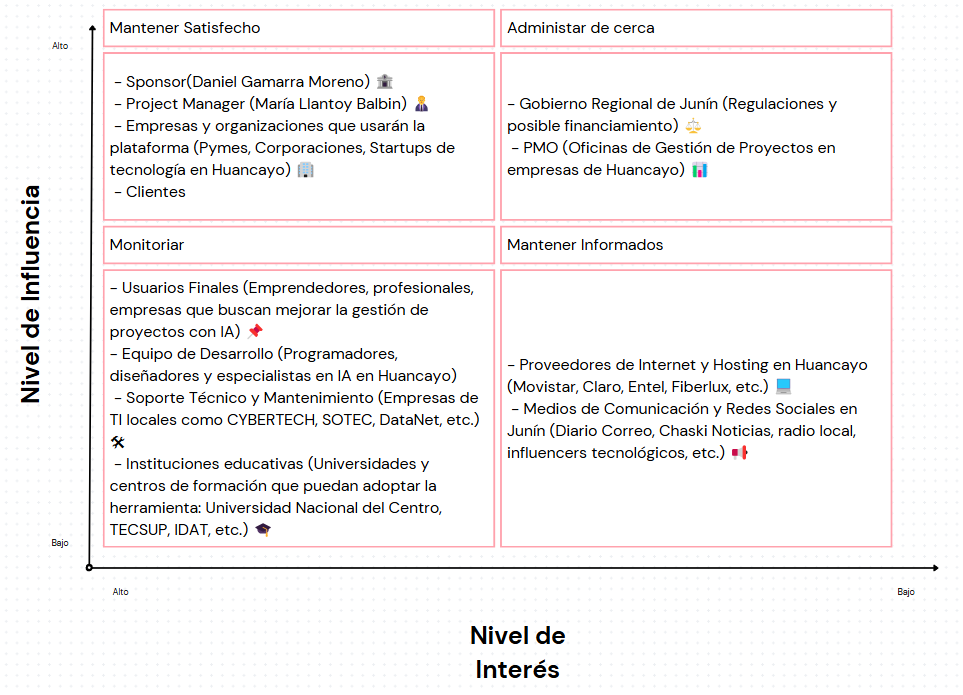 Mantener Satisfecho
Administar de cerca
Alto
- Sponsor(Daniel Gamarra Moreno) 🏛
- Project Manager (María Llantoy Balbin) 👨‍💼
- Empresas y organizaciones que usarán la
plataforma (Pymes, Corporaciones, Startups de
tecnología en Huancayo) 🏢
- Clientes
- Gobierno Regional de Junín (Regulaciones y
posible financiamiento) ⚖️
- PMO (Oficinas de Gestión de Proyectos en
empresas de Huancayo) 📊
Nivel de Influencia
Monitoriar
Mantener Informados
- Usuarios Finales (Emprendedores, profesionales,
empresas que buscan mejorar la gestión de
proyectos con IA) 📌
- Equipo de Desarrollo (Programadores,
diseñadores y especialistas en IA en Huancayo)
- Soporte Técnico y Mantenimiento (Empresas de
TI locales como CYBERTECH, SOTEC, DataNet, etc.)
🛠
- Instituciones educativas (Universidades y
centros de formación que puedan adoptar la
herramienta: Universidad Nacional del Centro,
TECSUP, IDAT, etc.) 🎓
- Proveedores de Internet y Hosting en Huancayo
(Movistar, Claro, Entel, Fiberlux, etc.) 💻
- Medios de Comunicación y Redes Sociales en
Junín (Diario Correo, Chaski Noticias, radio local,
influencers tecnológicos, etc.) 📢
Bajo
Alto
Bajo
Nivel de
Interés